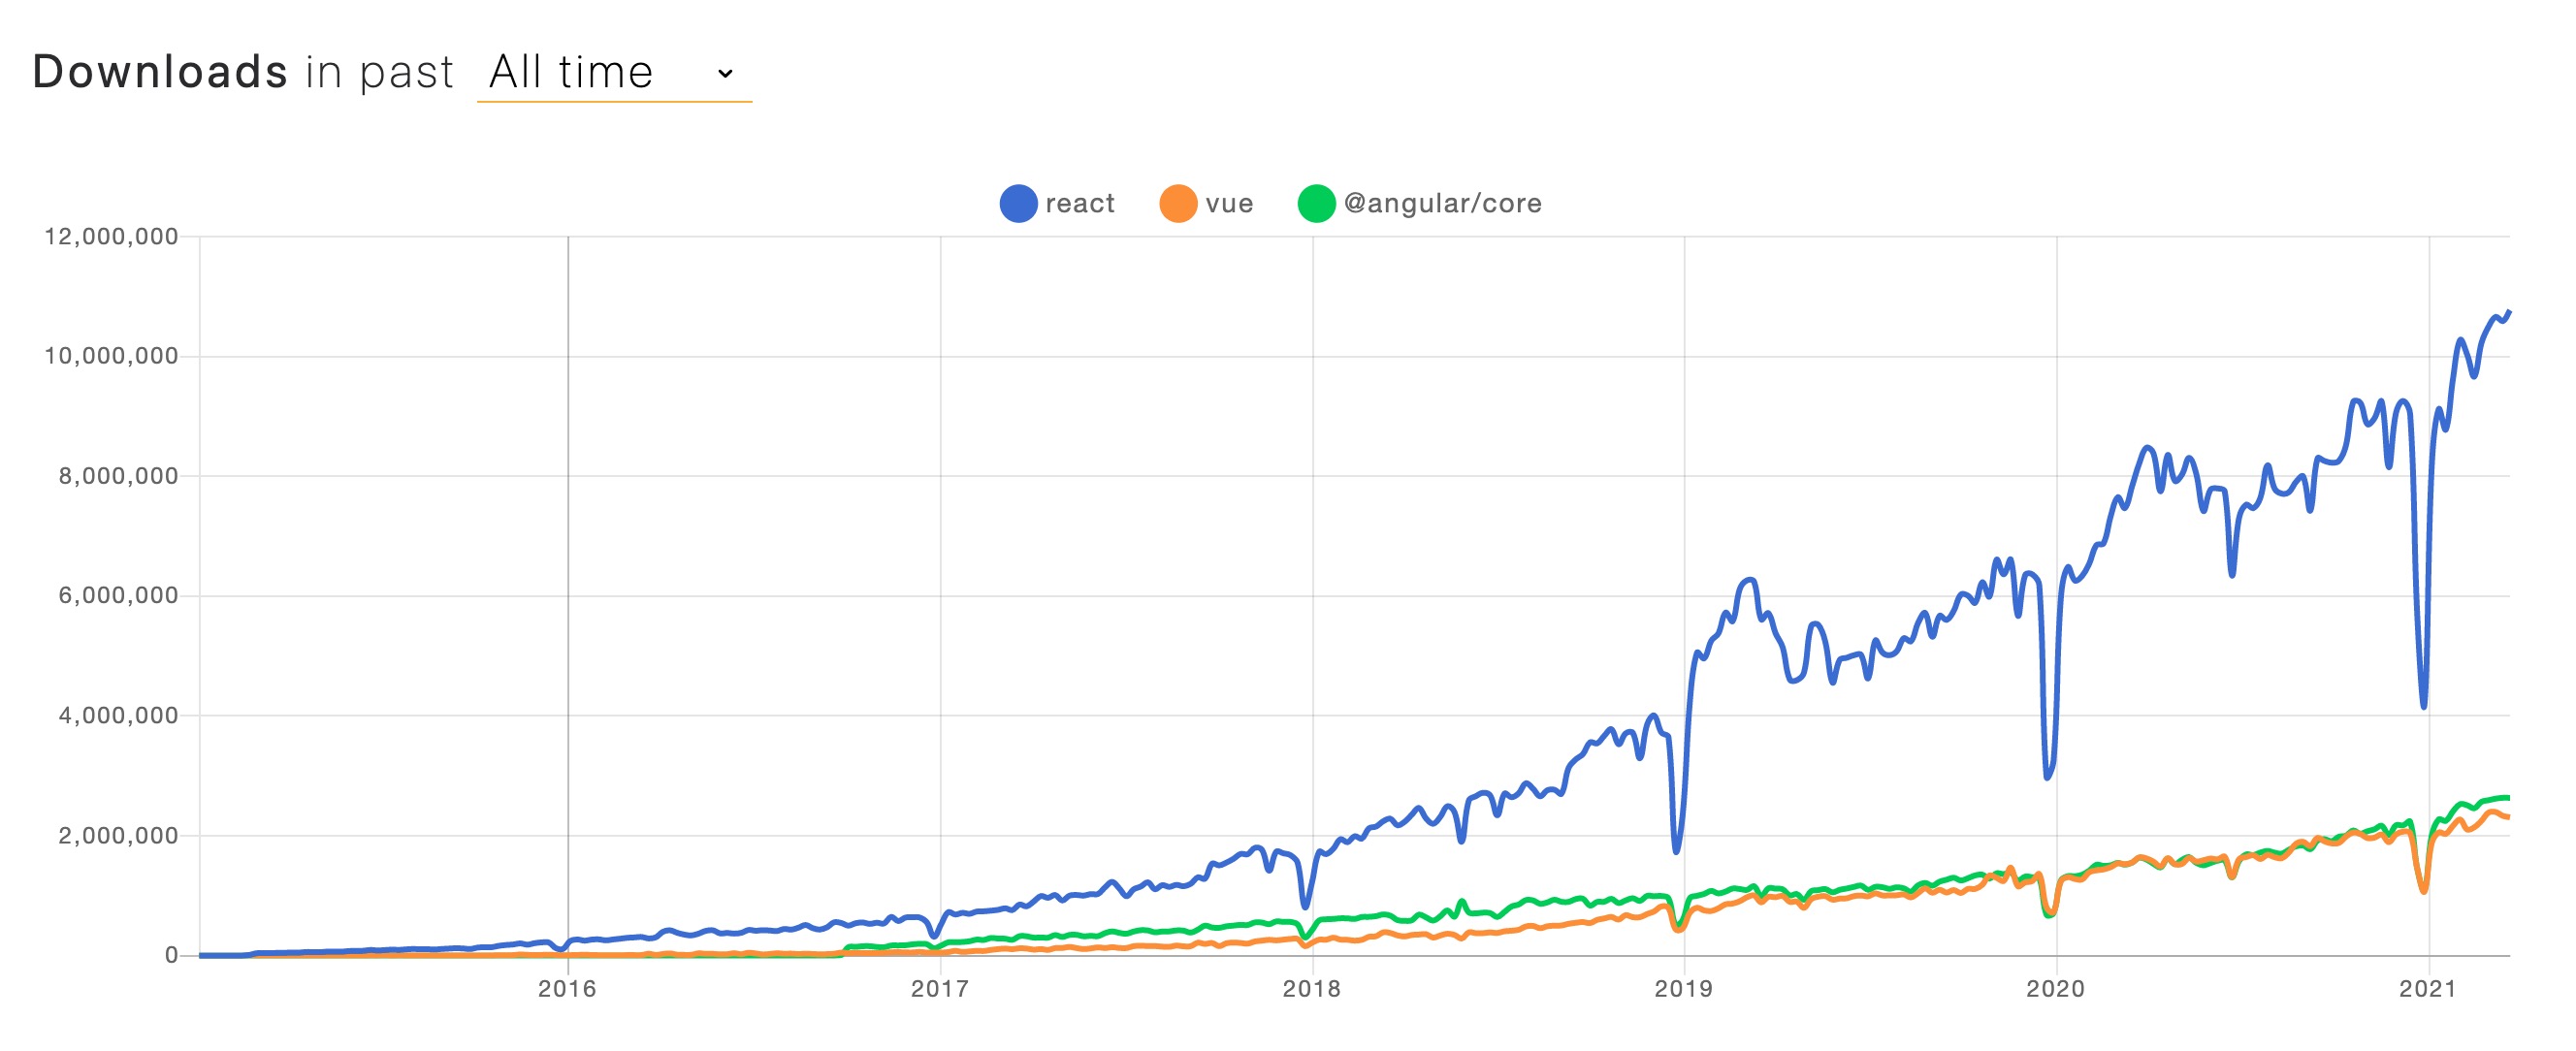 Downloads in past All time
react vue @angular/core
12,000,000
10,000,000
8,000,000
6,000,000
4,000,000
2,000,000
0
2016 2017 2018 2019 2020 2021